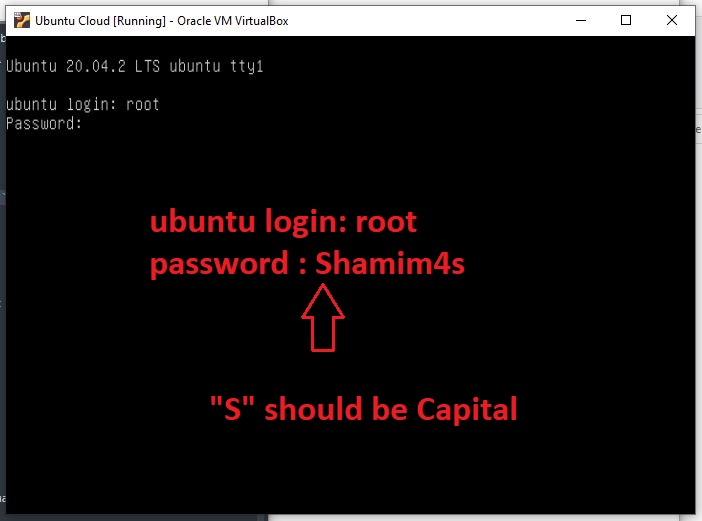 Ubuntu Cloud [Running] - Oracle VM VirtualBox
Ubuntu 20.04.2 LTS ubuntu tty1
ubuntu login: root
Password:
ubuntu login: root
password : Shamim4s
"S" should be Capital